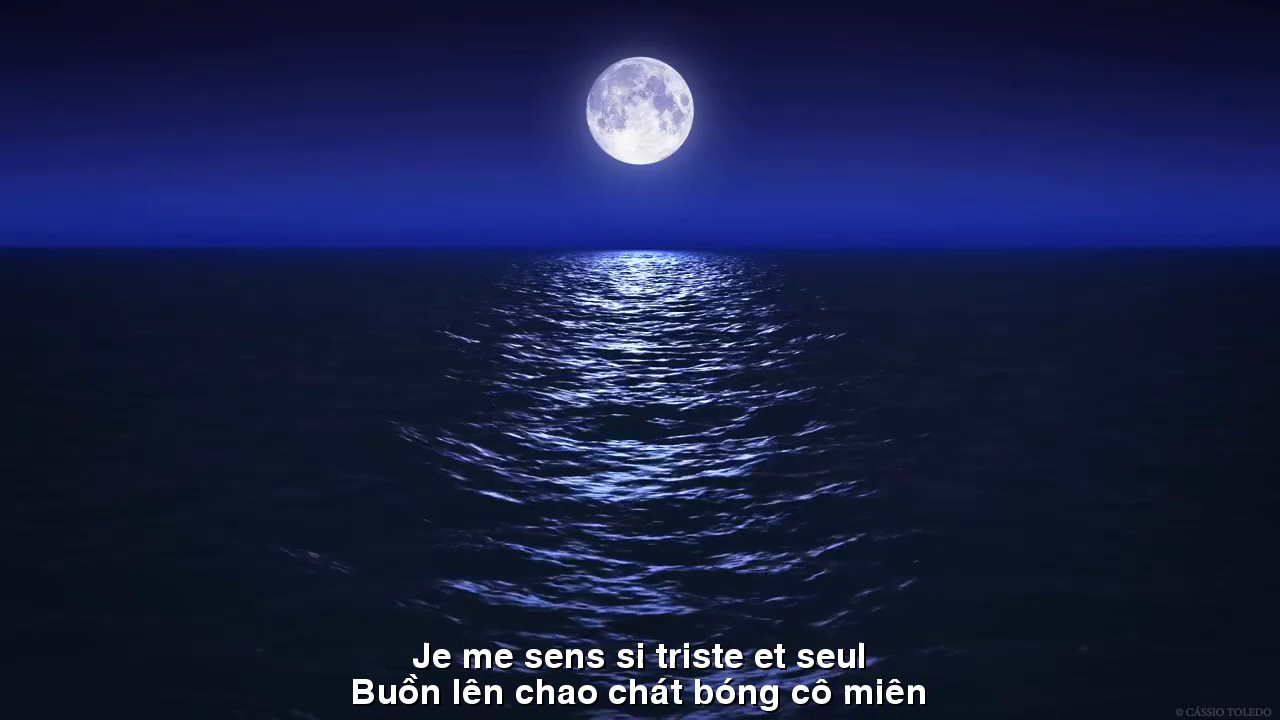 Je me sens si triste et seul
Buồn lên chao chát bóng cô miên
© CÁSSIO TOLEDO